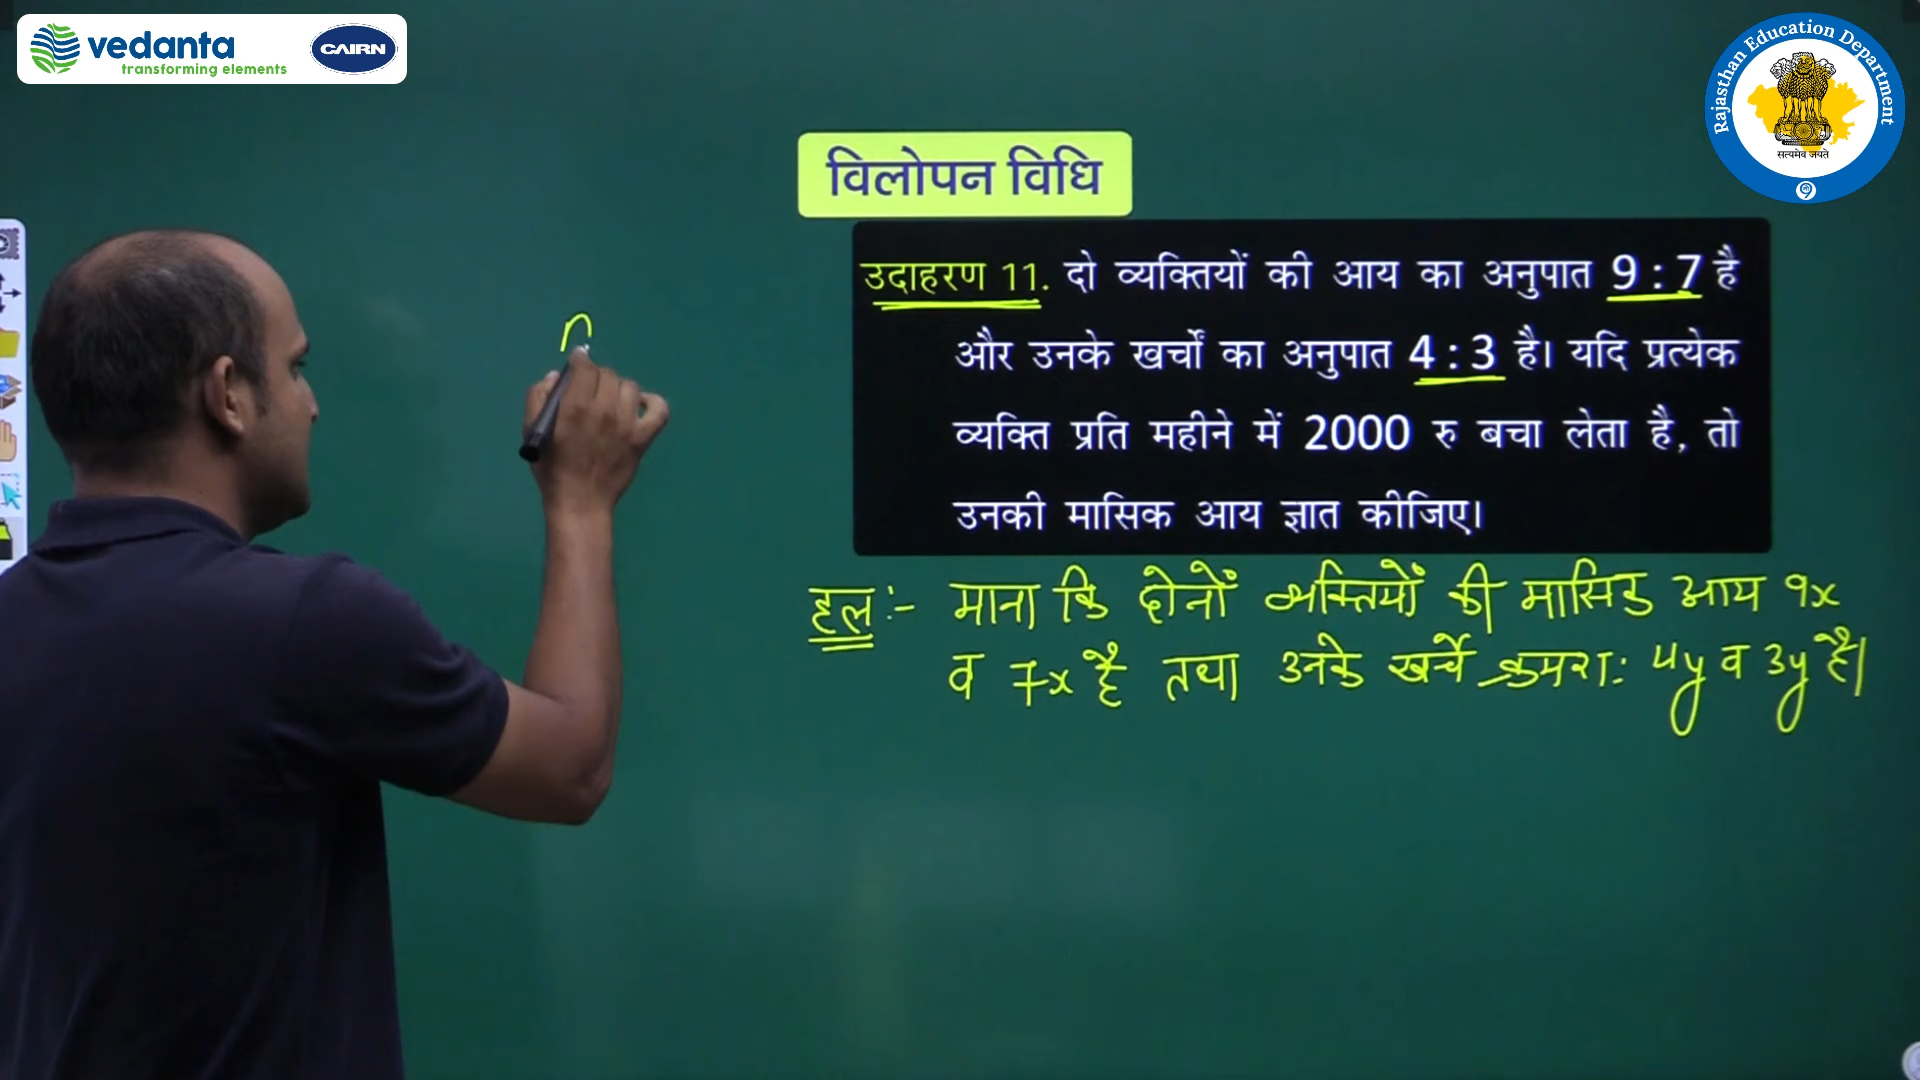 vedanta
transforming elements
CAIRN
Rajasthan Education Department
सत्यमेव जयते
विलोपन विधि
उदाहरण 11. दो व्यक्तियों की आय का अनुपात 9 : 7 है
और उनके खर्चों का अनुपात 4 : 3 है। यदि प्रत्येक
व्यक्ति प्रति महीने में 2000 रु बचा लेता है, तो
उनकी मासिक आय ज्ञात कीजिए।
हल :- माना कि दोनों व्यक्तियों की मासिक आय 9x
व 7x है तथा उनके खर्चे क्रमशः 4y व 3y है।